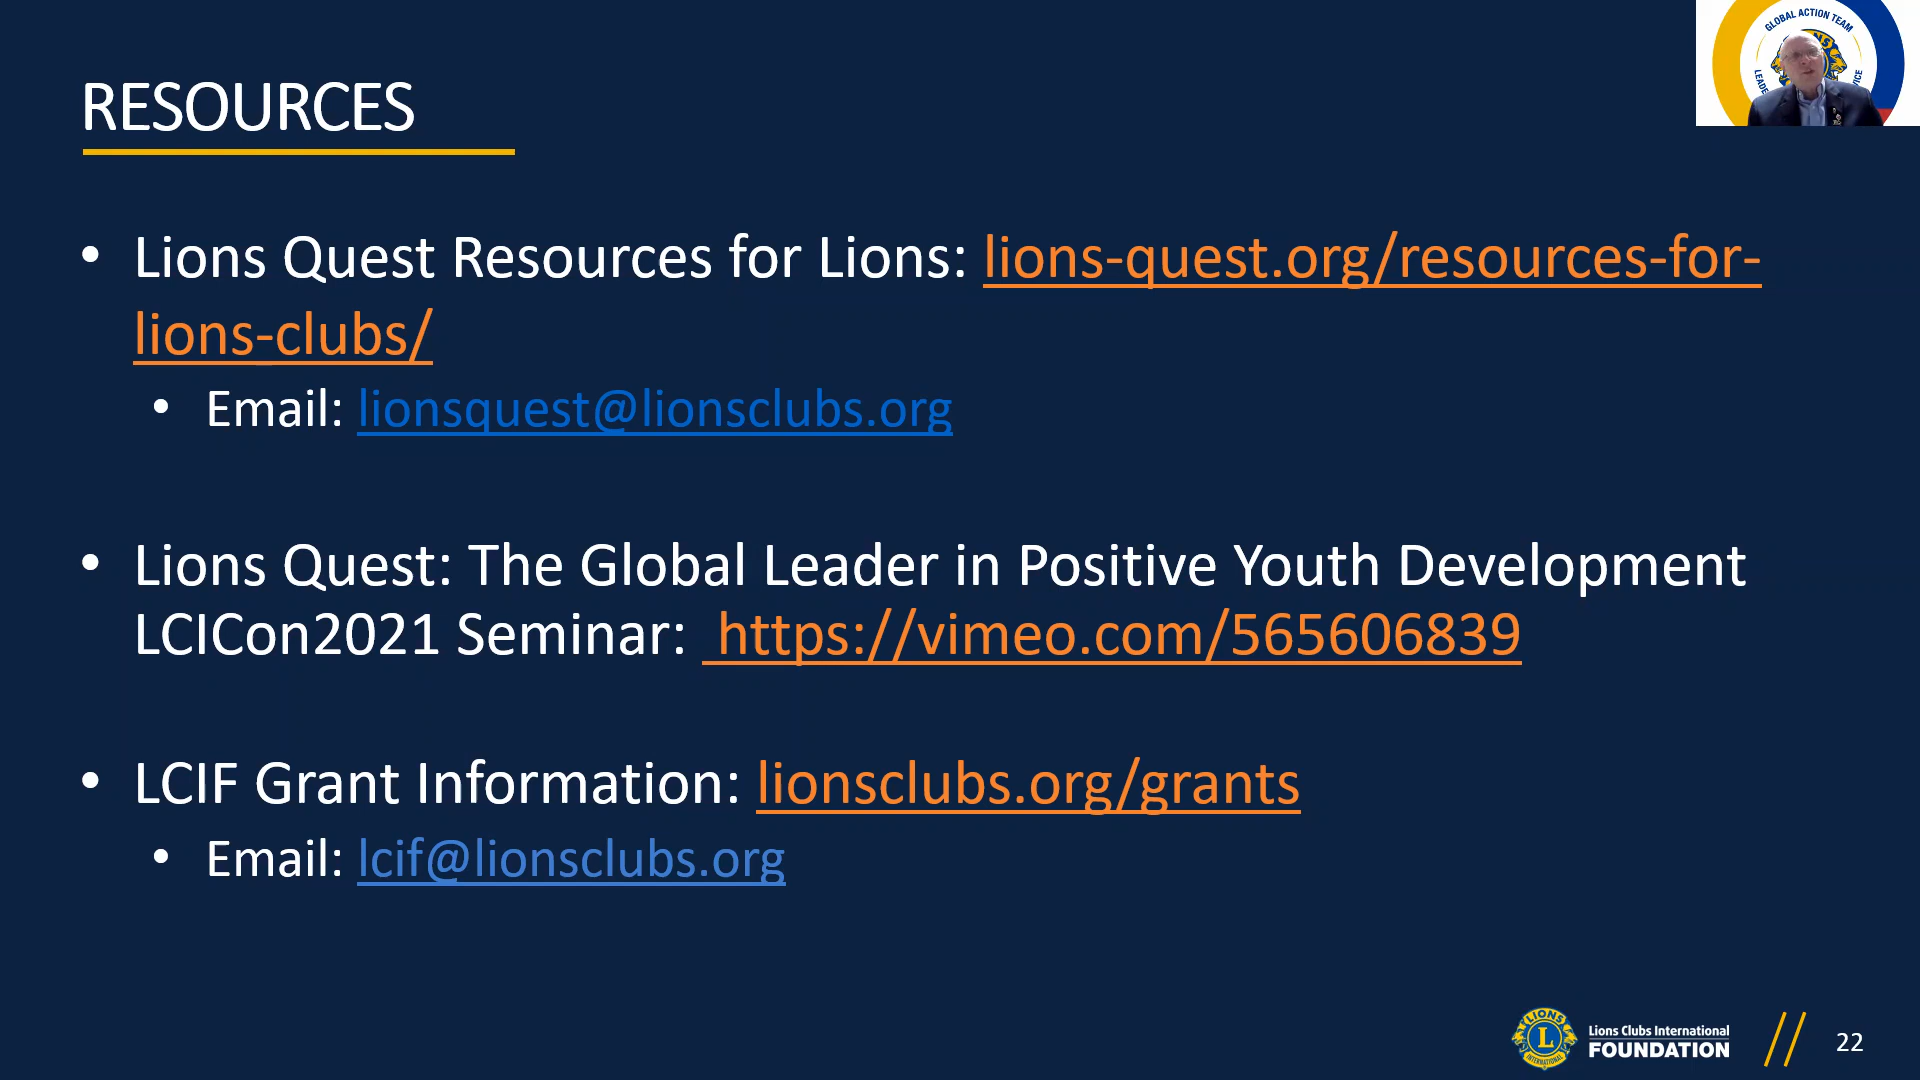 GLOBAL ACTION TEAM
RESOURCES
• Lions Quest Resources for Lions: lions-quest.org/resources-for-
lions-clubs/
• Email: lionsquest@lionsclubs.org
• Lions Quest: The Global Leader in Positive Youth Development
LCICon2021 Seminar: https://vimeo.com/565606839
• LCIF Grant Information: lionsclubs.org/grants
• Email: lcif@lionsclubs.org
LIONS
L
INTERNATIONAL
Lions Clubs International
FOUNDATION
22